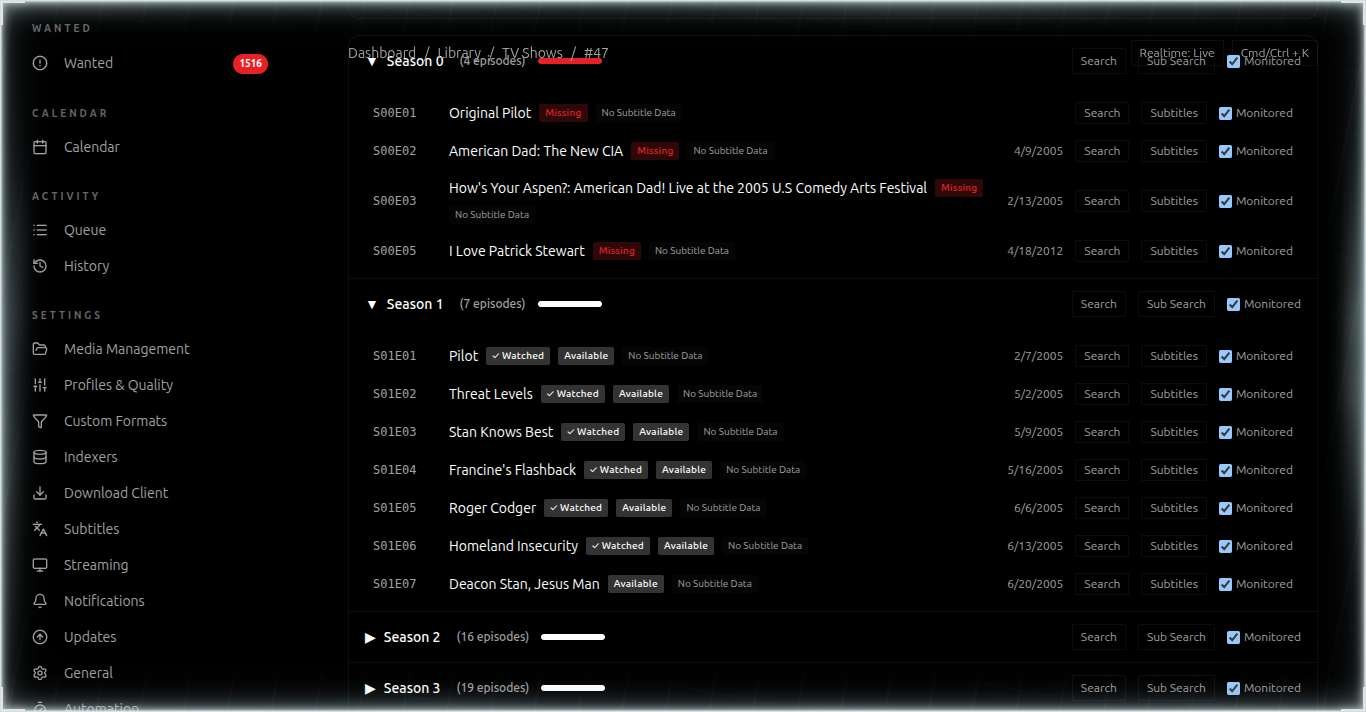 WANTED
Wanted 1516
CALENDAR
Calendar
ACTIVITY
Queue
History
SETTINGS
Media Management
Profiles & Quality
Custom Formats
Indexers
Download Client
Subtitles
Streaming
Notifications
Updates
General
Automation
Dashboard / Library / TV Shows / #47 Realtime: Live Cmd/Ctrl + K
▼ Season 0 (4 episodes) Search Sub Search Monitored
S00E01 Original Pilot Missing No Subtitle Data Search Subtitles Monitored
S00E02 American Dad: The New CIA Missing No Subtitle Data 4/9/2005 Search Subtitles Monitored
S00E03 How's Your Aspen?: American Dad! Live at the 2005 U.S Comedy Arts Festival Missing 2/13/2005 Search Subtitles Monitored
No Subtitle Data
S00E05 I Love Patrick Stewart Missing No Subtitle Data 4/18/2012 Search Subtitles Monitored
▼ Season 1 (7 episodes) Search Sub Search Monitored
S01E01 Pilot ✓ Watched Available No Subtitle Data 2/7/2005 Search Subtitles Monitored
S01E02 Threat Levels ✓ Watched Available No Subtitle Data 5/2/2005 Search Subtitles Monitored
S01E03 Stan Knows Best ✓ Watched Available No Subtitle Data 5/9/2005 Search Subtitles Monitored
S01E04 Francine's Flashback ✓ Watched Available No Subtitle Data 5/16/2005 Search Subtitles Monitored
S01E05 Roger Codger ✓ Watched Available No Subtitle Data 6/6/2005 Search Subtitles Monitored
S01E06 Homeland Insecurity ✓ Watched Available No Subtitle Data 6/13/2005 Search Subtitles Monitored
S01E07 Deacon Stan, Jesus Man Available No Subtitle Data 6/20/2005 Search Subtitles Monitored
▶ Season 2 (16 episodes) Search Sub Search Monitored
▶ Season 3 (19 episodes) Search Sub Search Monitored